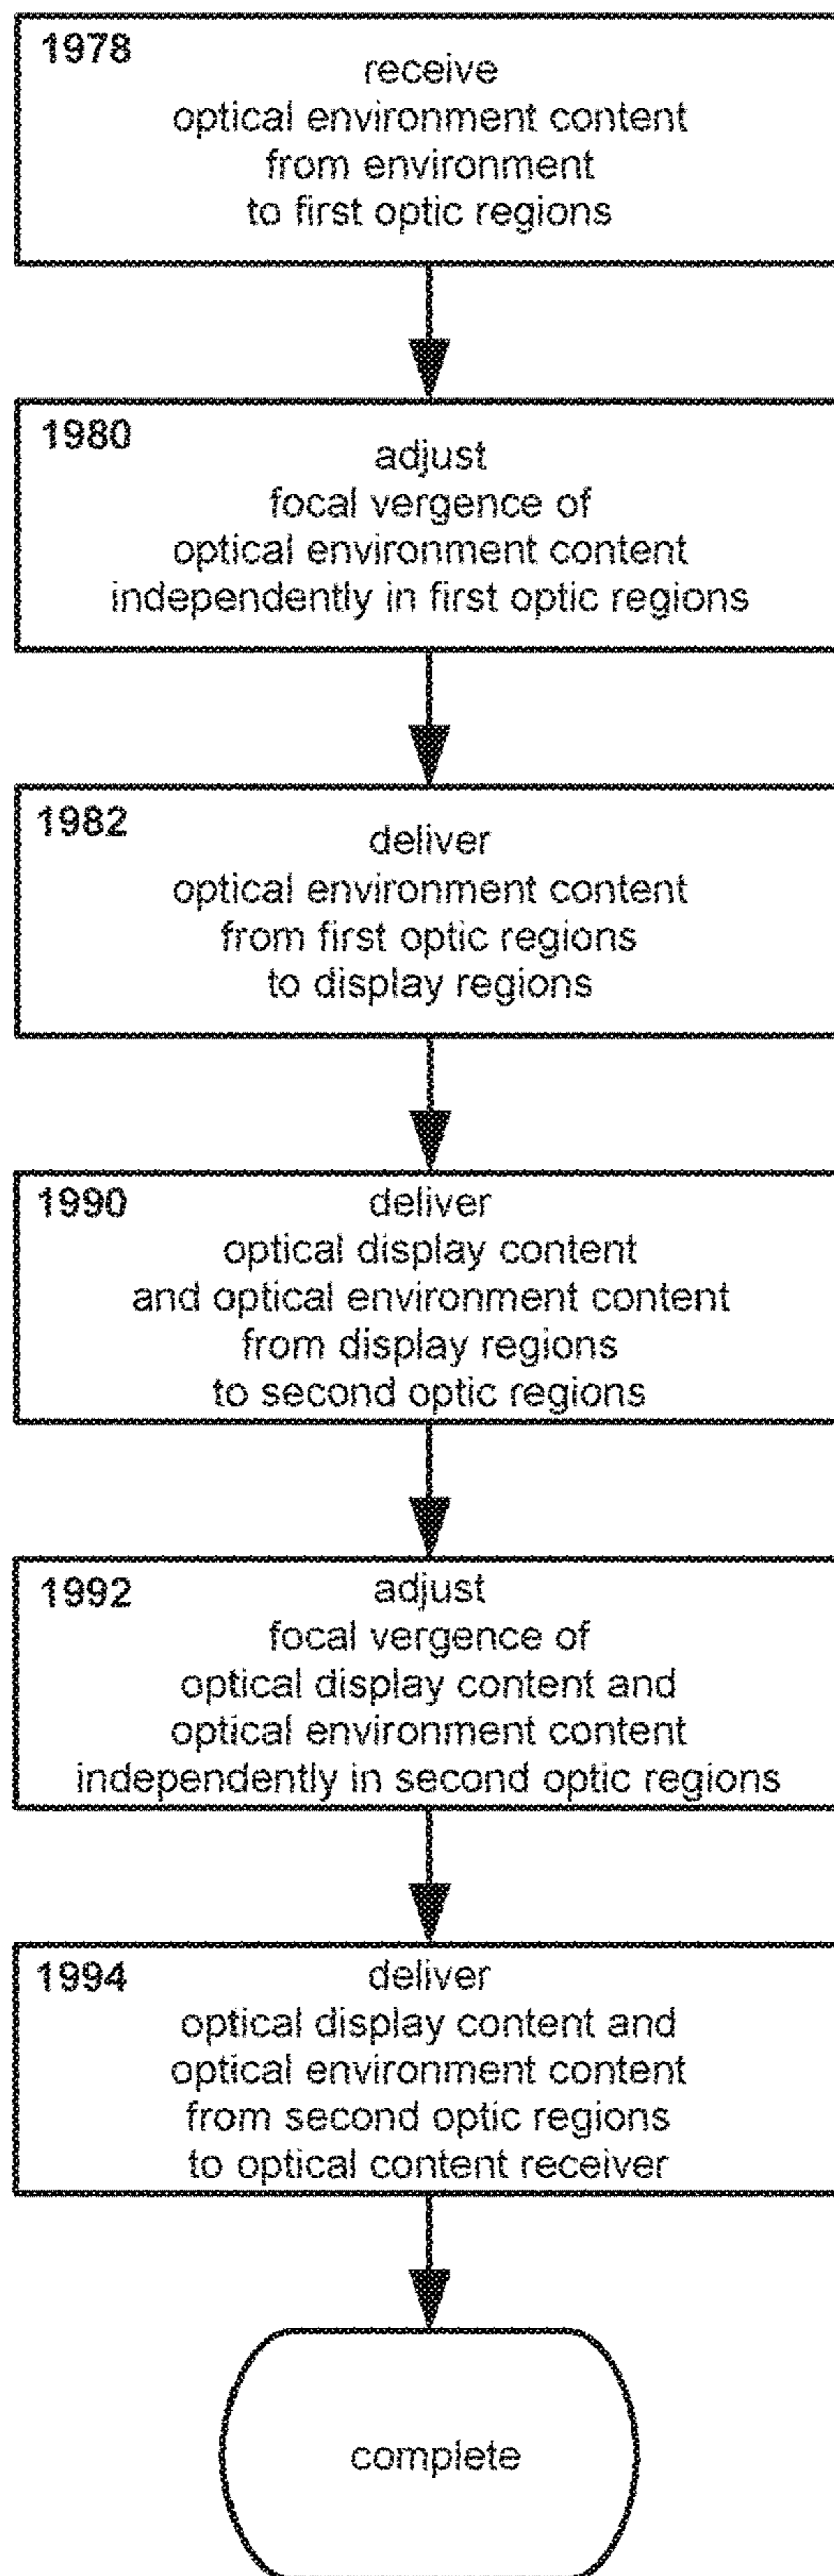 1978
receive
optical environment content
from environment
to first optic regions
1980
adjust
focal vergence of
optical environment content
independently in first optic regions
1982
deliver
optical environment content
from first optic regions
to display regions
1990
deliver
optical display content
and optical environment content
from display regions
to second optic regions
1992
adjust
focal vergence of
optical display content and
optical environment content
independently in second optic regions
1994
deliver
optical display content and
optical environment content
from second optic regions
to optical content receiver
complete